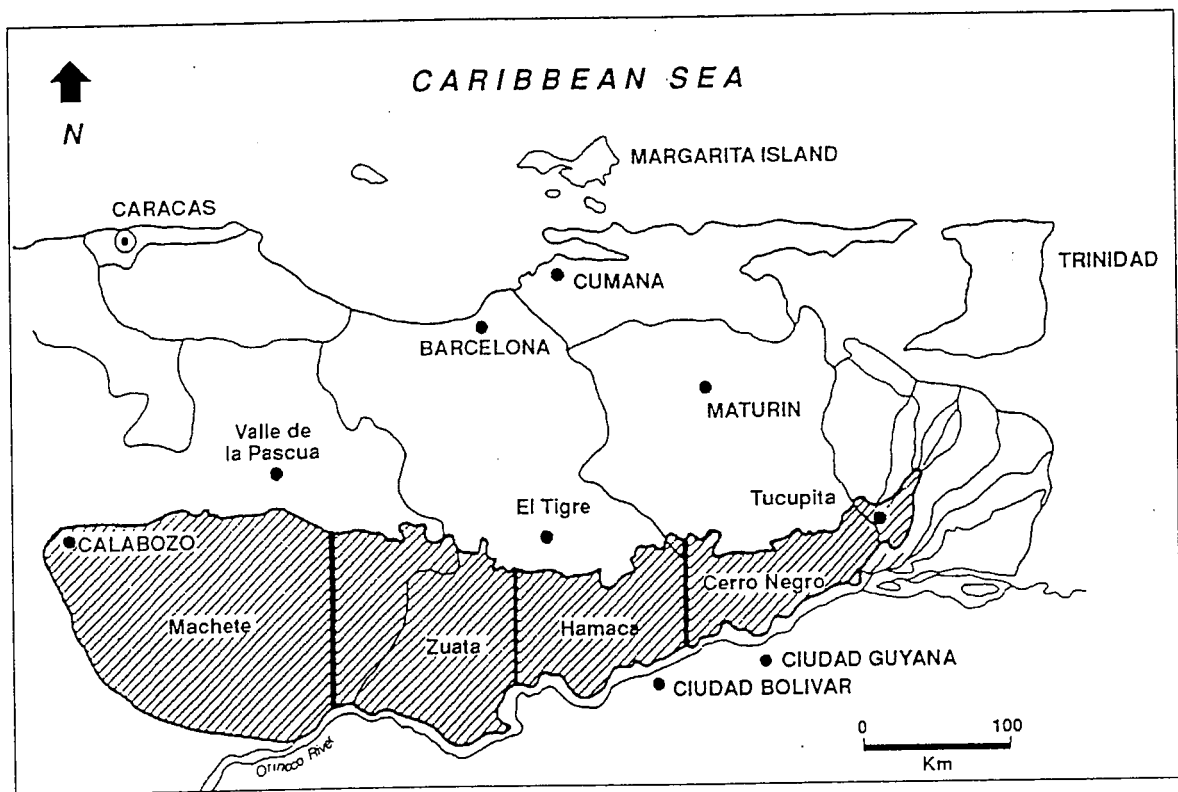 CARIBBEAN SEA
N
MARGARITA ISLAND
CARACAS
TRINIDAD
CUMANA
BARCELONA
MATURIN
Valle de
la Pascua
Tucupita
El Tigre
CALABOZO
Cerro Negro
Machete
Hamaca
Zuata
CIUDAD GUYANA
CIUDAD BOLIVAR
Orinoco River
0 100
Km